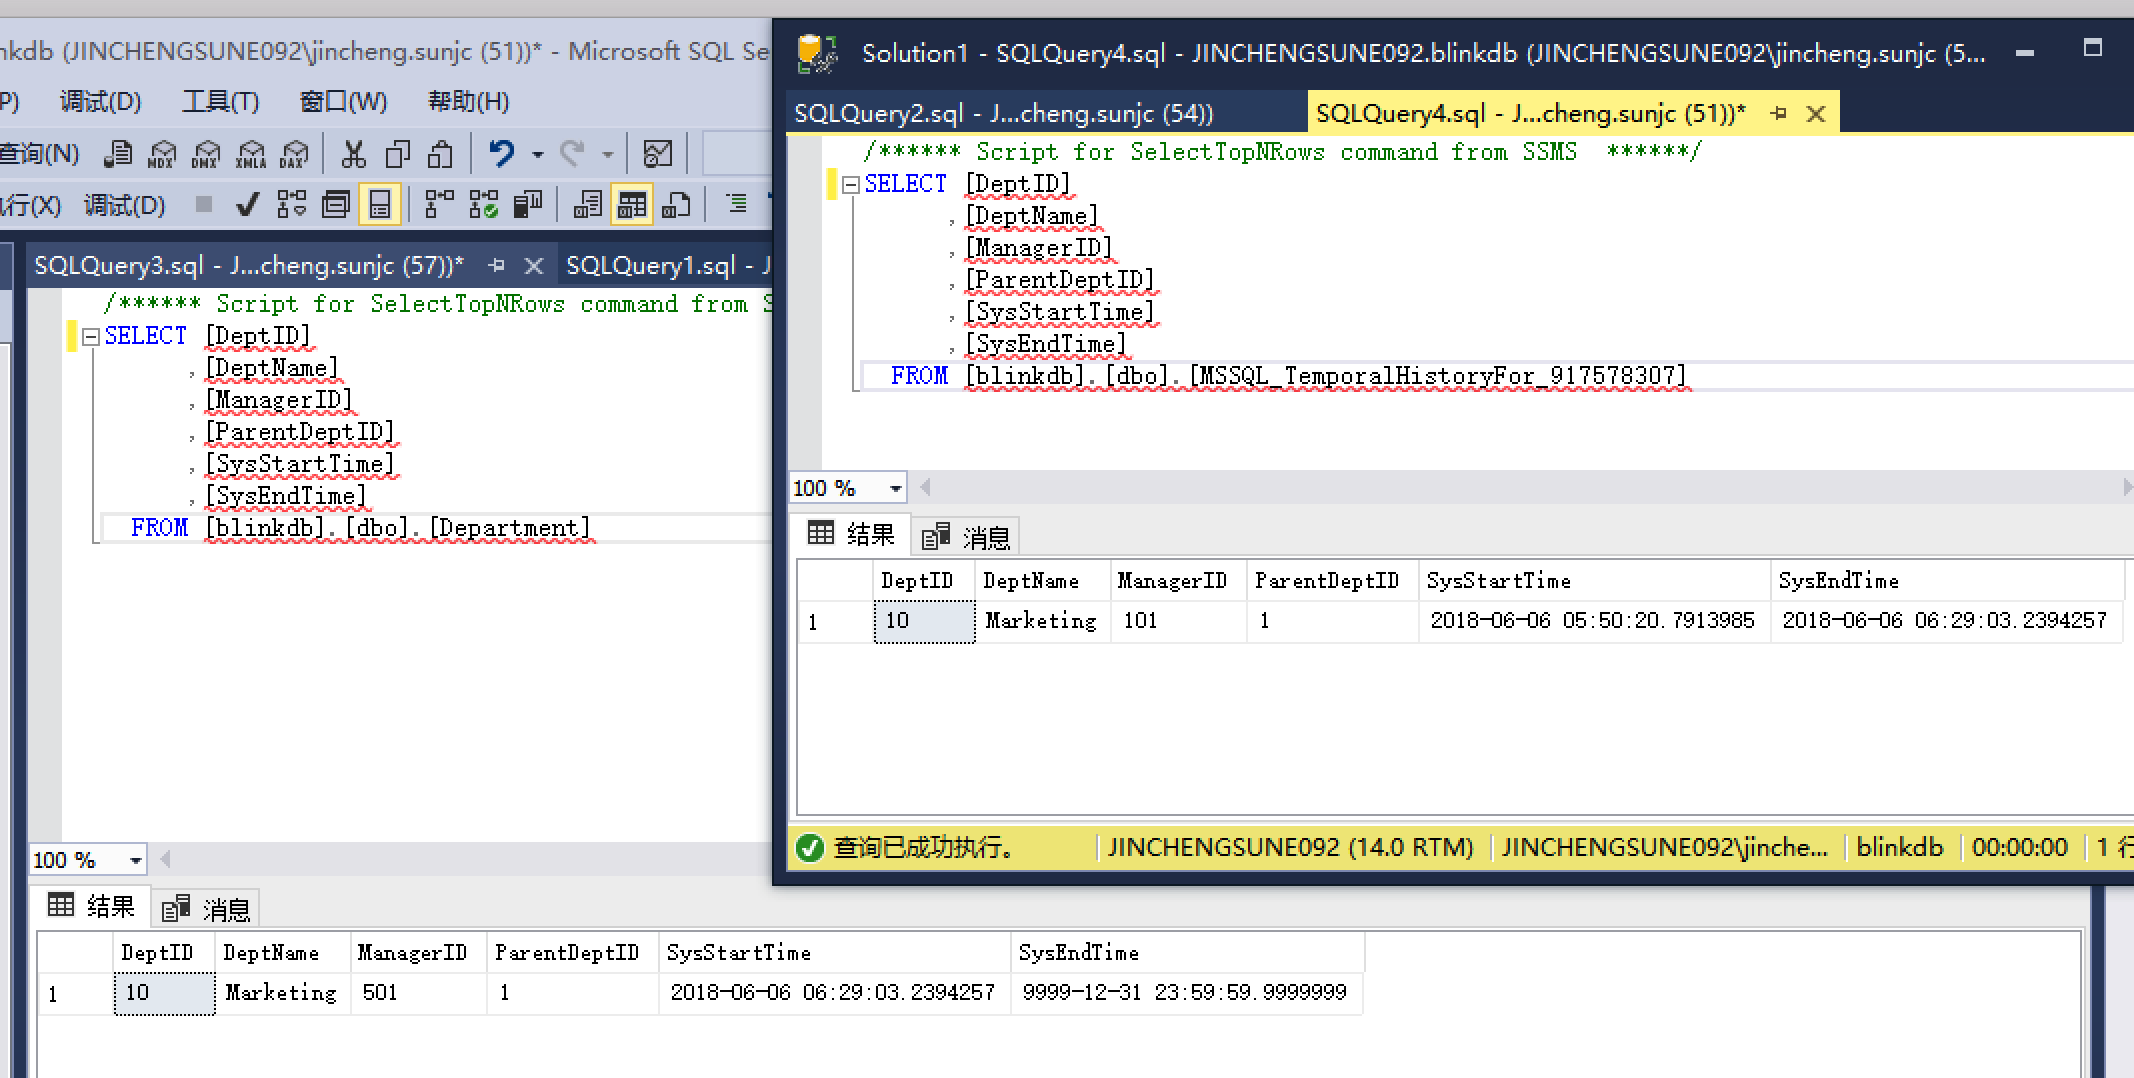 nkdb (JINCHENGSUNE092\jincheng.sunjc (51))* - Microsoft SQL Se
P) 调试(D) 工具(T) 窗口(W) 帮助(H)
查询(N) MDX DMX XMLA DAX
行(X) 调试(D)
SQLQuery3.sql - J...cheng.sunjc (57))* SQLQuery1.sql - J
/****** Script for SelectTopNRows command from S
SELECT [DeptID]
,[DeptName]
,[ManagerID]
,[ParentDeptID]
,[SysStartTime]
,[SysEndTime]
FROM [blinkdb].[dbo].[Department]
100 %
结果 消息
DeptID DeptName ManagerID ParentDeptID SysStartTime SysEndTime
1 10 Marketing 501 1 2018-06-06 06:29:03.2394257 9999-12-31 23:59:59.9999999
Solution1 - SQLQuery4.sql - JINCHENGSUNE092.blinkdb (JINCHENGSUNE092\jincheng.sunjc (5...
SQLQuery2.sql - J...cheng.sunjc (54)) SQLQuery4.sql - J...cheng.sunjc (51))*
/****** Script for SelectTopNRows command from SSMS ******/
SELECT [DeptID]
,[DeptName]
,[ManagerID]
,[ParentDeptID]
,[SysStartTime]
,[SysEndTime]
FROM [blinkdb].[dbo].[MSSQL_TemporalHistoryFor_917578307]
100 %
结果 消息
DeptID DeptName ManagerID ParentDeptID SysStartTime SysEndTime
1 10 Marketing 101 1 2018-06-06 05:50:20.7913985 2018-06-06 06:29:03.2394257
查询已成功执行。 JINCHENGSUNE092 (14.0 RTM) JINCHENGSUNE092\jinche... blinkdb 00:00:00 1 行